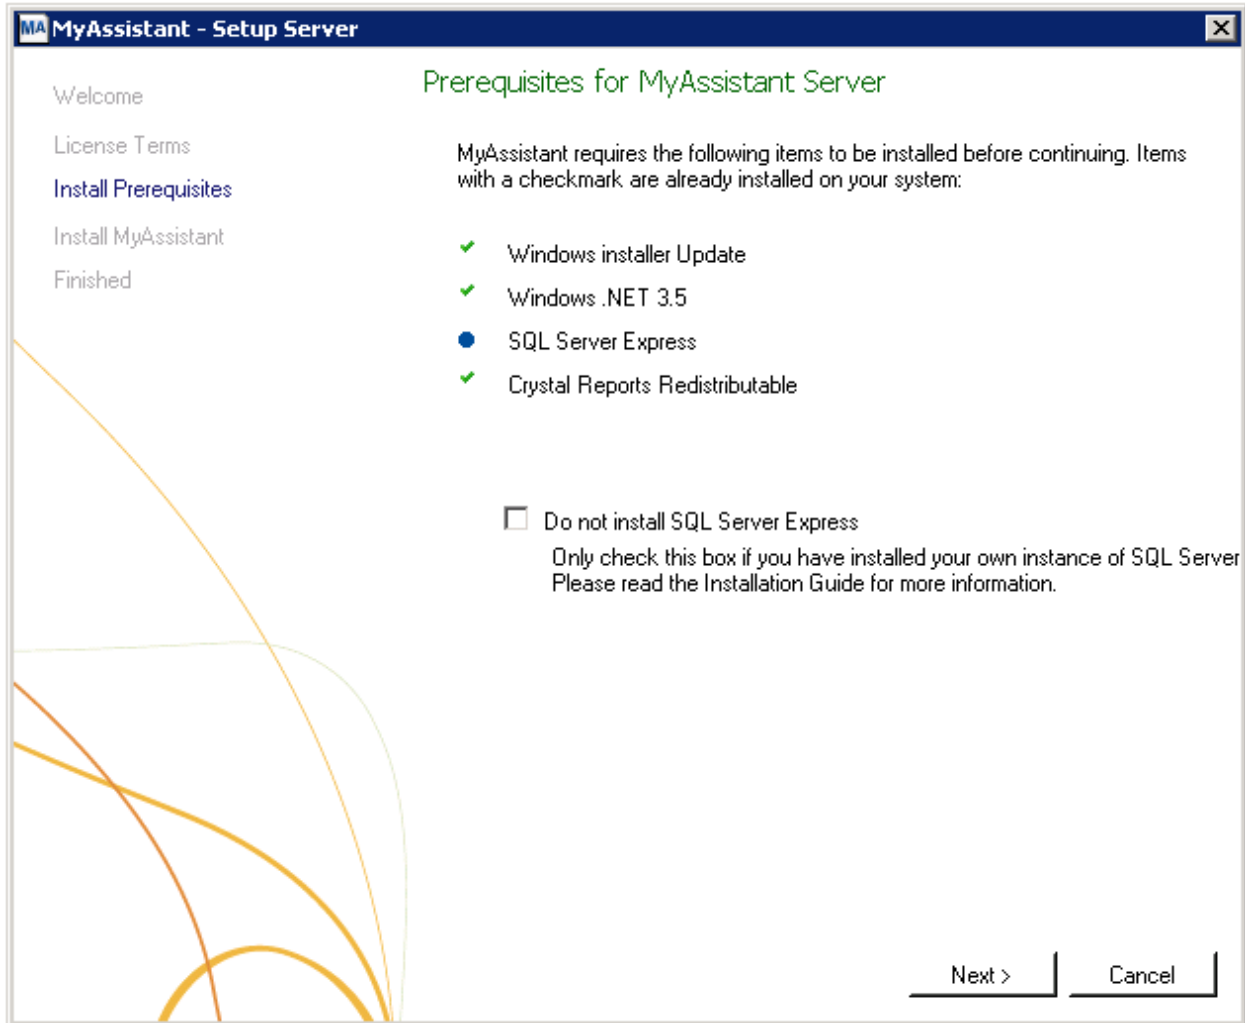 MA MyAssistant - Setup Server
Welcome
License Terms
Install Prerequisites
Install MyAssistant
Finished
Prerequisites for MyAssistant Server
MyAssistant requires the following items to be installed before continuing. Items
with a checkmark are already installed on your system:
Windows installer Update
Windows .NET 3.5
SQL Server Express
Crystal Reports Redistributable
Do not install SQL Server Express
Only check this box if you have installed your own instance of SQL Server
Please read the Installation Guide for more information.
Next >
Cancel